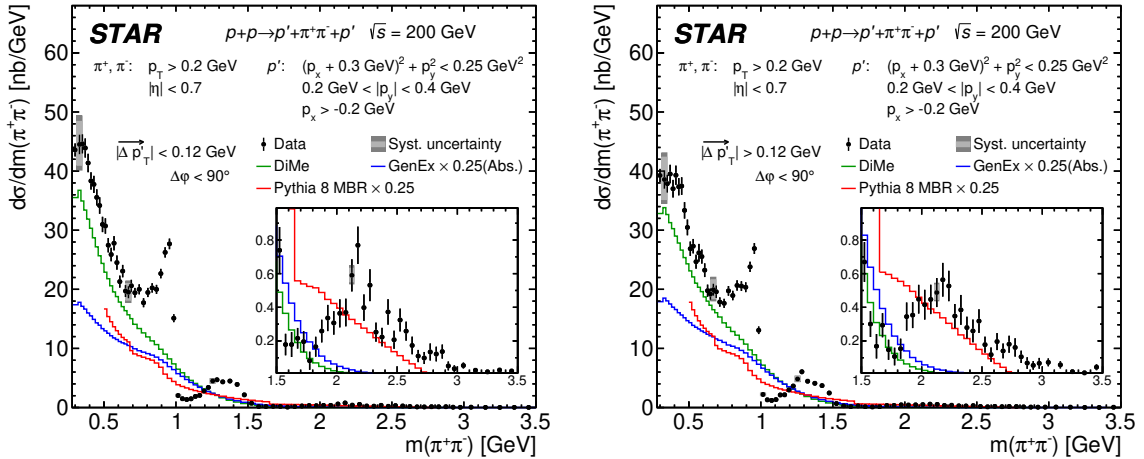 STAR p+p→p′+π⁺π⁻+p′ √s = 200 GeV
π⁺, π⁻: p_T > 0.2 GeV p′: (p_x + 0.3 GeV)² + p_y² < 0.25 GeV²
|η| < 0.7 0.2 GeV < |p_y| < 0.4 GeV
p_x > -0.2 GeV
|Δp′_T| < 0.12 GeV
Δφ < 90°
Data Syst. uncertainty
DiMe GenEx × 0.25(Abs.)
Pythia 8 MBR × 0.25
dσ/dm(π⁺π⁻) [nb/GeV]
60
50
40
30
20
10
0
0.8
0.6
0.4
0.2
1.5 2 2.5 3 3.5
0.5 1 1.5 2 2.5 3 3.5
m(π⁺π⁻) [GeV]
STAR p+p→p′+π⁺π⁻+p′ √s = 200 GeV
π⁺, π⁻: p_T > 0.2 GeV p′: (p_x + 0.3 GeV)² + p_y² < 0.25 GeV²
|η| < 0.7 0.2 GeV < |p_y| < 0.4 GeV
p_x > -0.2 GeV
|Δp′_T| > 0.12 GeV
Δφ < 90°
Data Syst. uncertainty
DiMe GenEx × 0.25(Abs.)
Pythia 8 MBR × 0.25
dσ/dm(π⁺π⁻) [nb/GeV]
60
50
40
30
20
10
0
0.8
0.6
0.4
0.2
1.5 2 2.5 3 3.5
0.5 1 1.5 2 2.5 3 3.5
m(π⁺π⁻) [GeV]